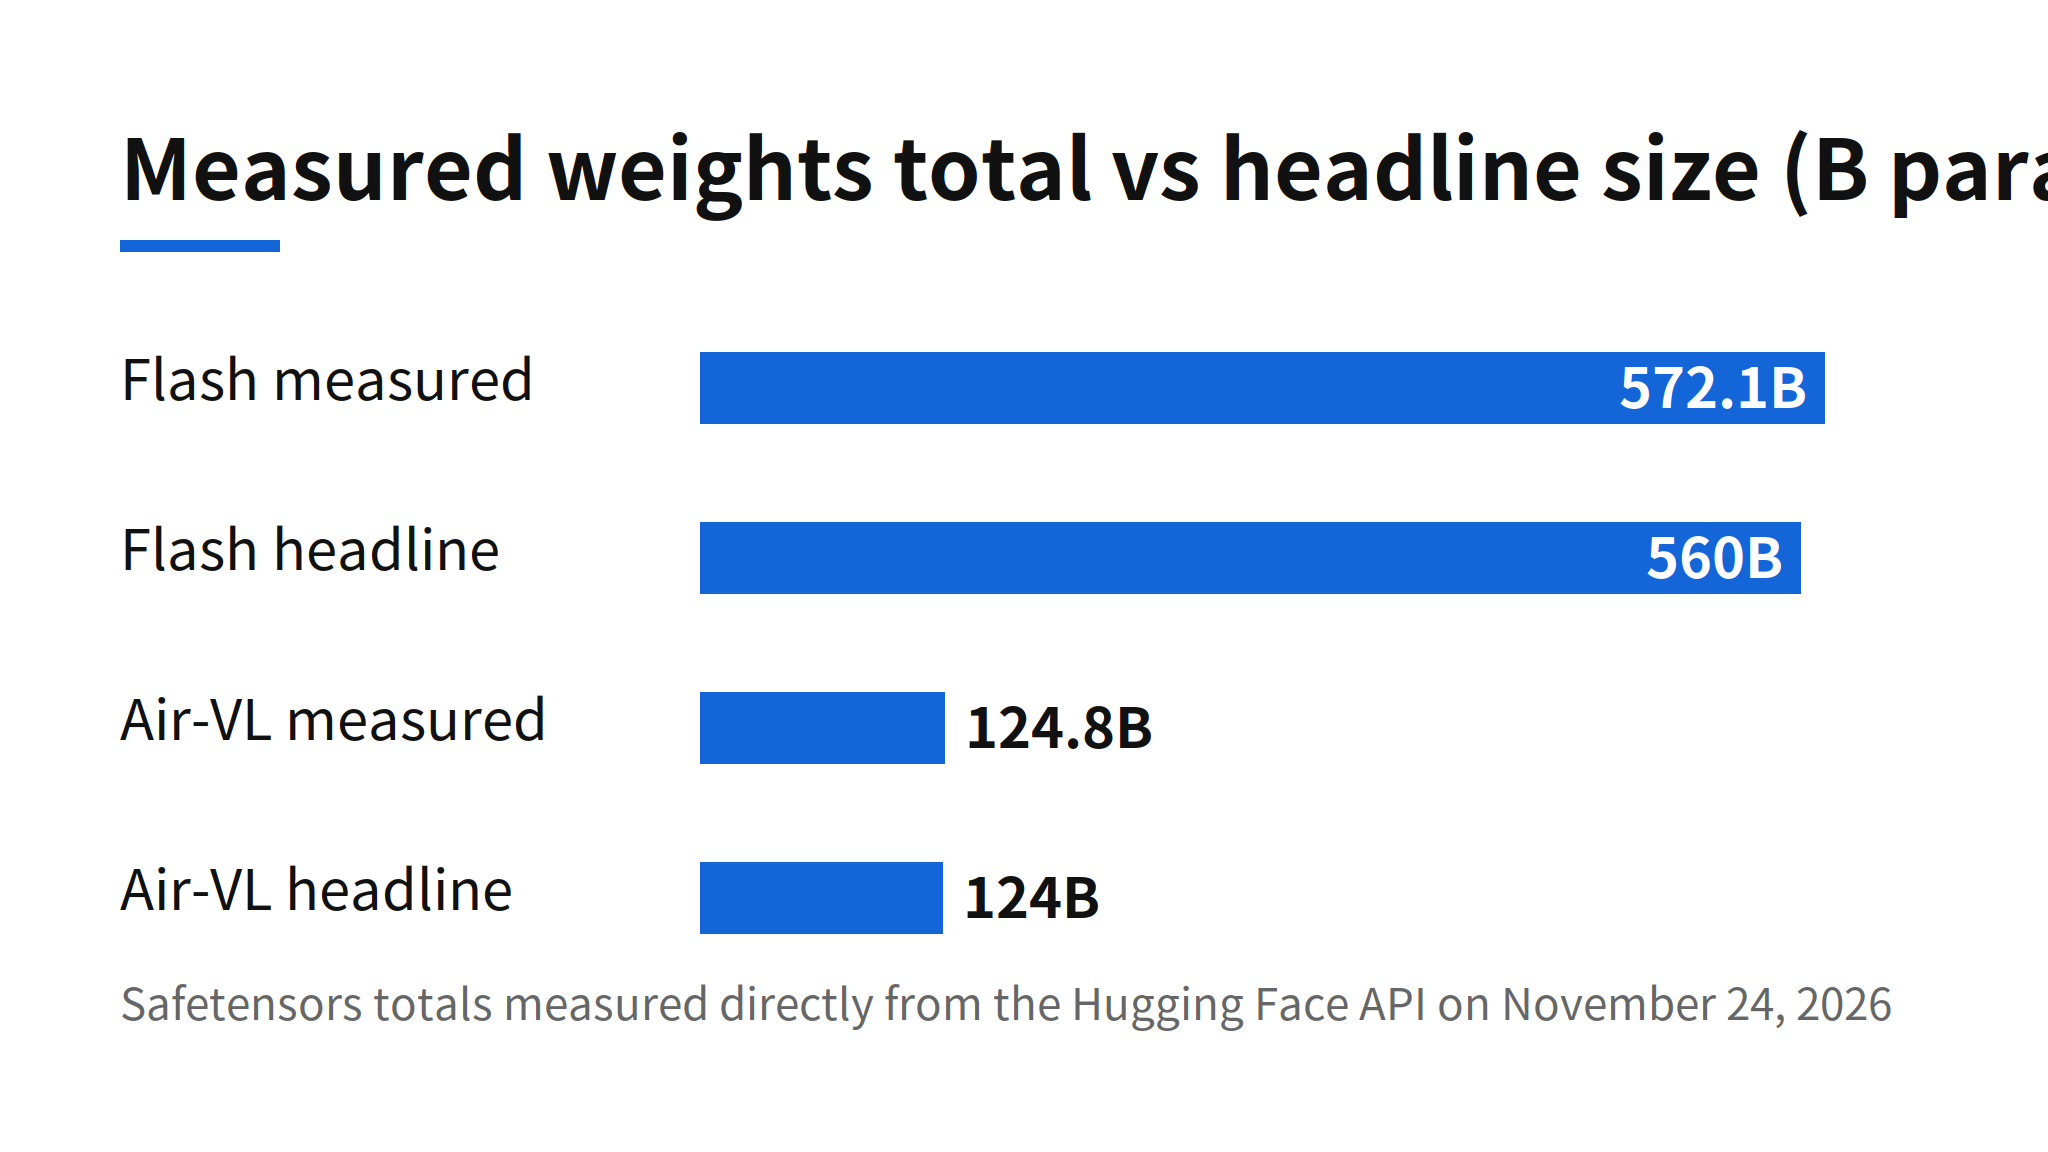 Measured weights total vs headline size (B para
Flash measured
572.1B
Flash headline
560B
Air-VL measured
124.8B
Air-VL headline
124B
Safetensors totals measured directly from the Hugging Face API on November 24, 2026